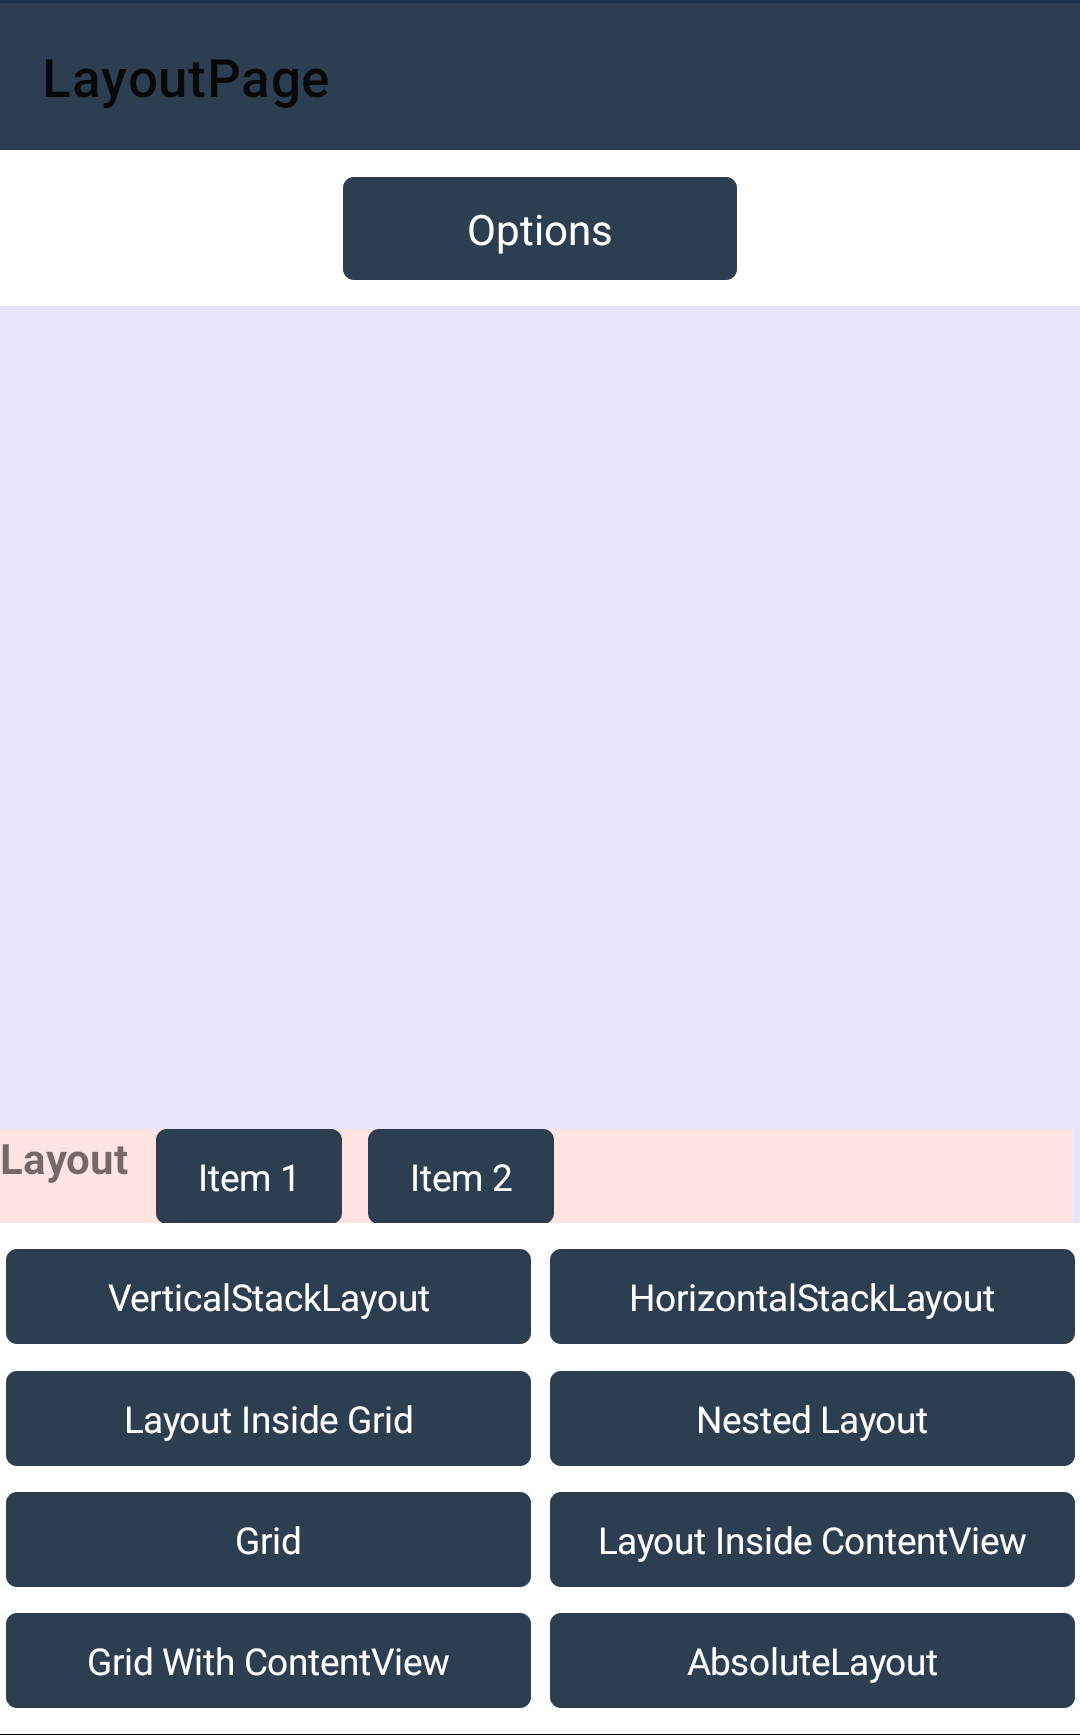 LayoutPage
Options
Layout Item 1 Item 2
VerticalStackLayout HorizontalStackLayout
Layout Inside Grid Nested Layout
Grid Layout Inside ContentView
Grid With ContentView AbsoluteLayout